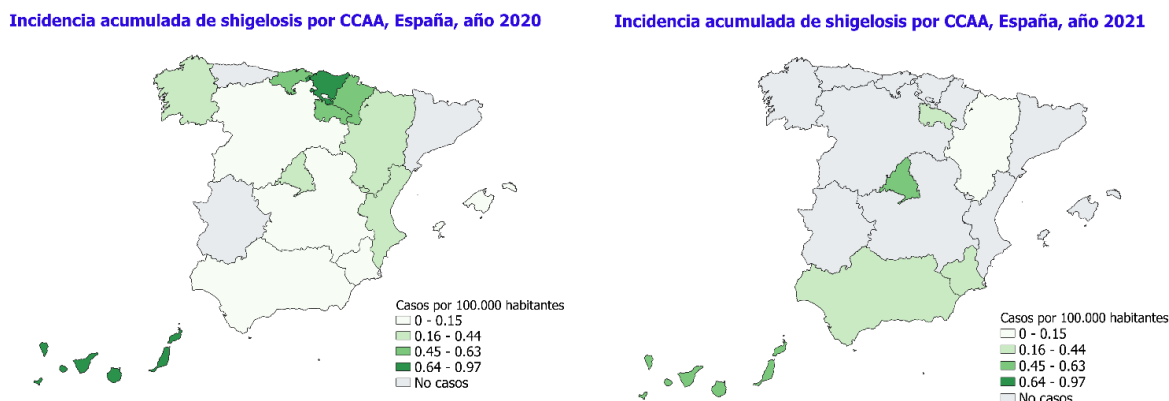 Incidencia acumulada de shigelosis por CCAA, España, año 2020
Casos por 100.000 habitantes
0 - 0.15
0.16 - 0.44
0.45 - 0.63
0.64 - 0.97
No casos
Incidencia acumulada de shigelosis por CCAA, España, año 2021
Casos por 100.000 habitantes
0 - 0.15
0.16 - 0.44
0.45 - 0.63
0.64 - 0.97
No casos